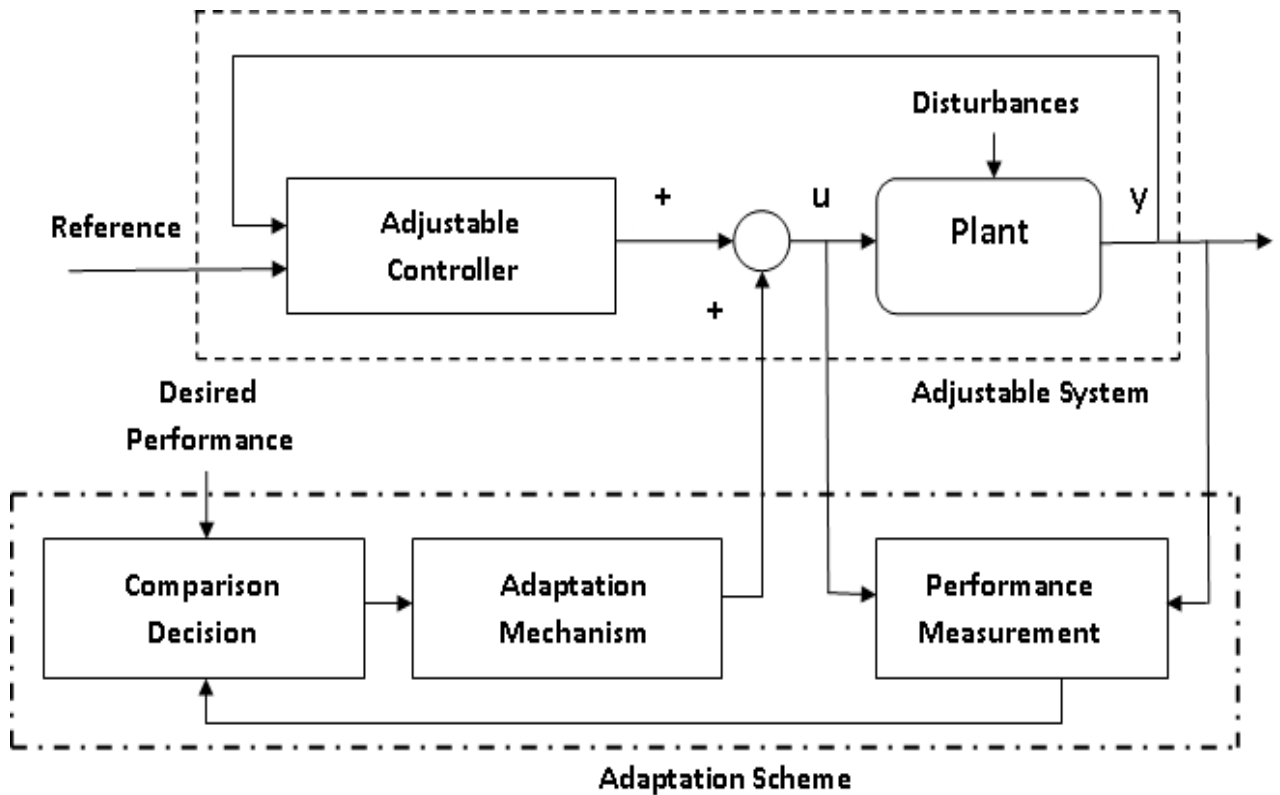 Disturbances
Reference
Adjustable
Controller
+
+
u
Plant
y
Adjustable System
Desired
Performance
Comparison
Decision
Adaptation
Mechanism
Performance
Measurement
Adaptation Scheme